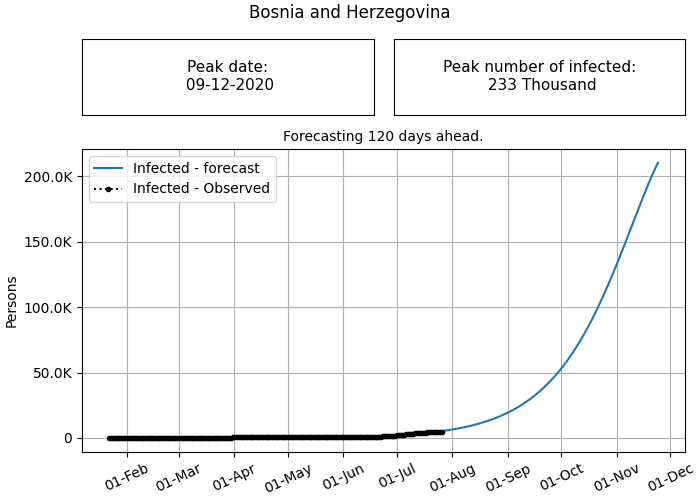 Bosnia and Herzegovina
Peak date:
09-12-2020
Peak number of infected:
233 Thousand
Forecasting 120 days ahead.
Infected - forecast
Infected - Observed
200.0K
150.0K
100.0K
50.0K
0
Persons
01-Feb
01-Mar
01-Apr
01-May
01-Jun
01-Jul
01-Aug
01-Sep
01-Oct
01-Nov
01-Dec